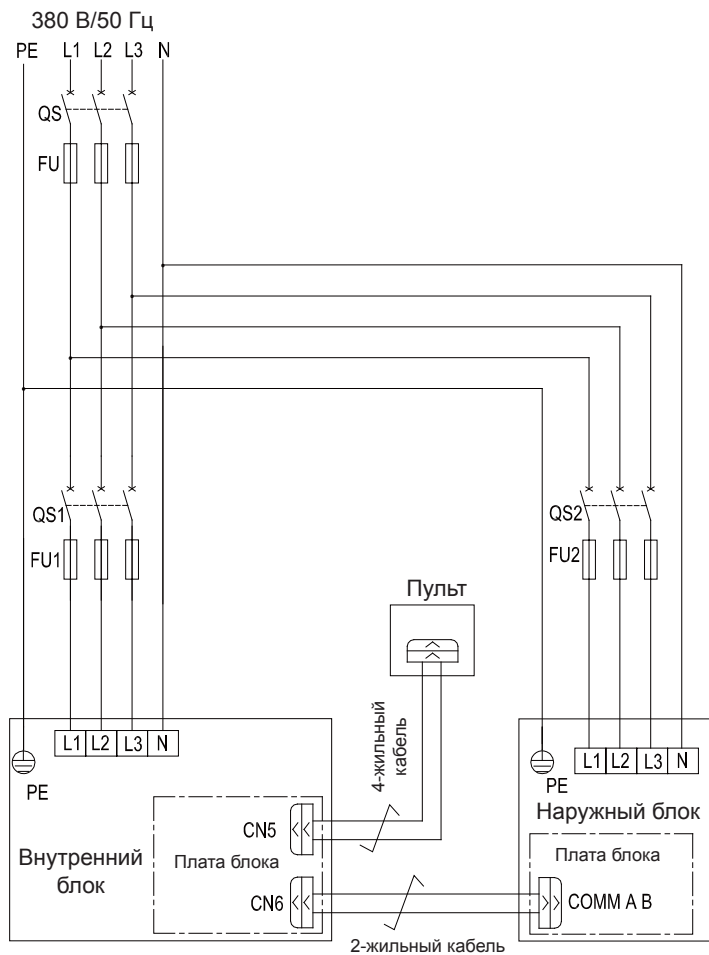 380 В/50 Гц
PE L1 L2 L3 N
QS
FU
QS1
FU1
QS2
FU2
Пульт
4-жильный
кабель
L1 L2 L3 N
PE
CN5
Плата блока
Внутренний
блок
CN6
2-жильный кабель
L1 L2 L3 N
PE
Наружный блок
Плата блока
COMM A B